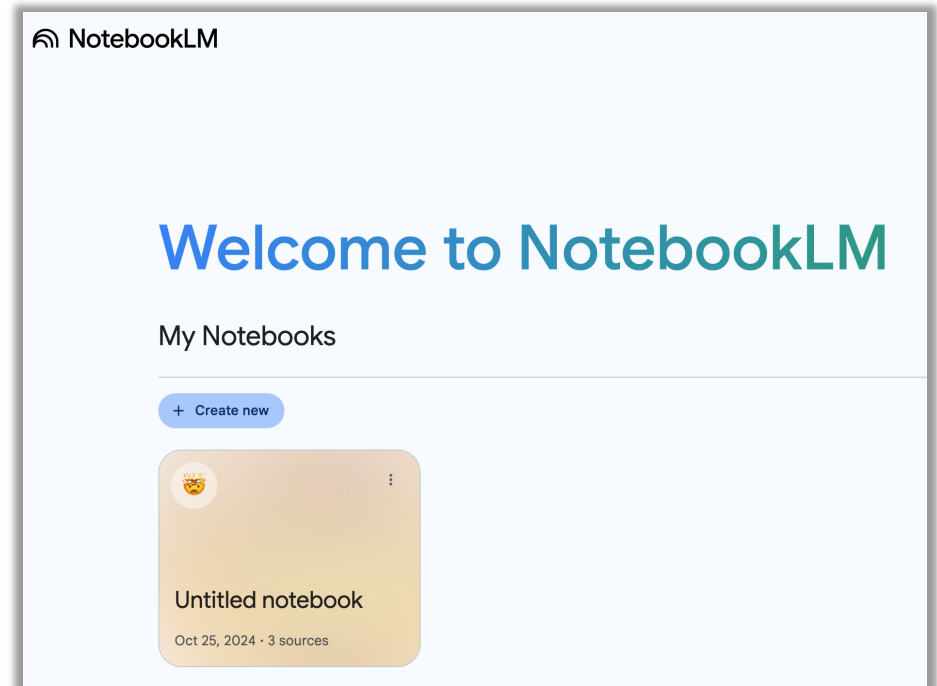 NotebookLM
Welcome to NotebookLM
My Notebooks
+ Create new
Untitled notebook
Oct 25, 2024 · 3 sources